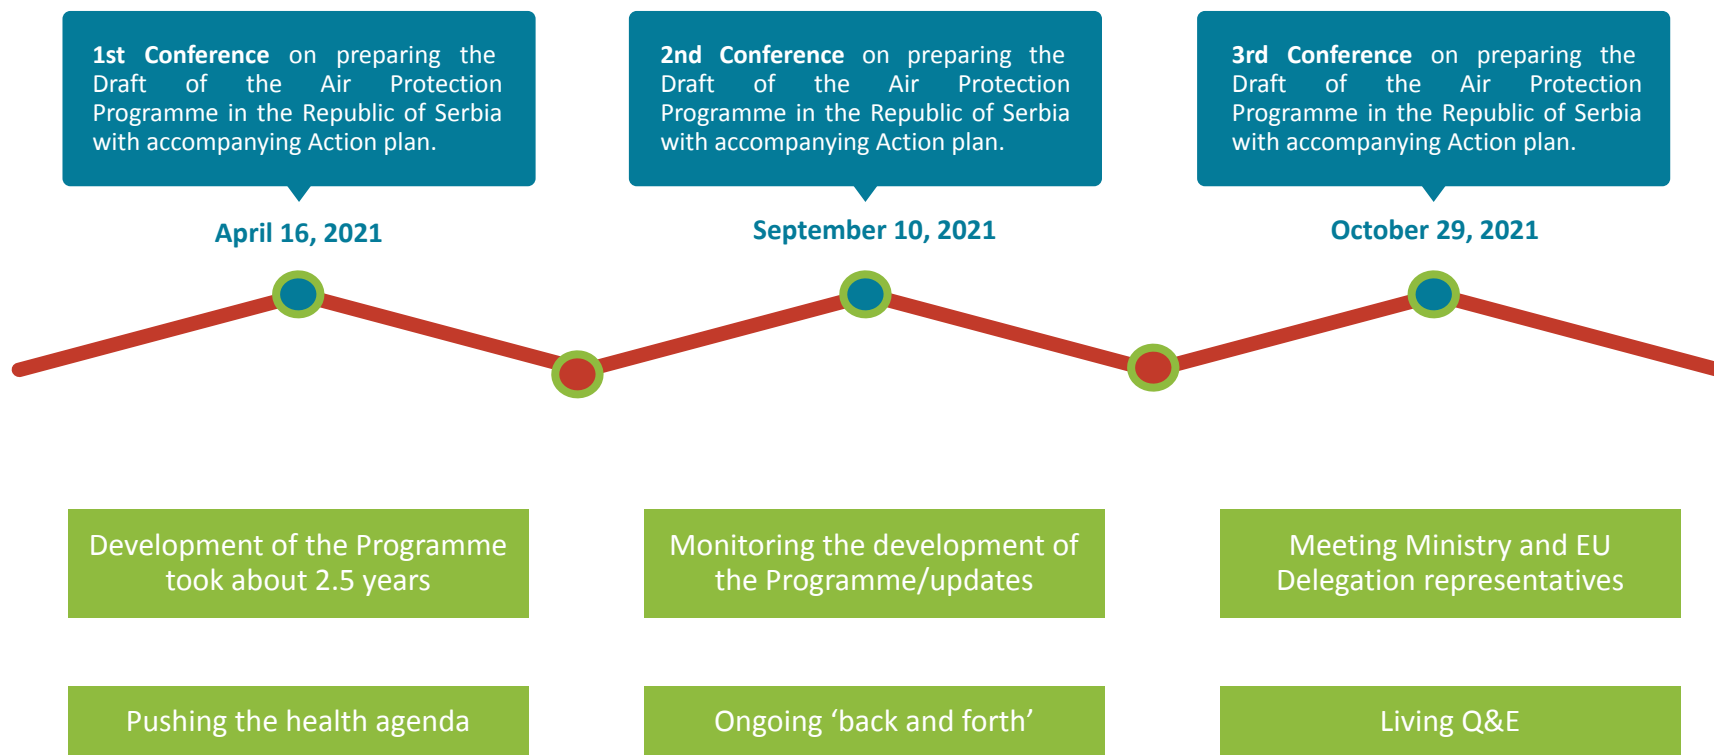 1st Conference on preparing the
Draft of the Air Protection
Programme in the Republic of Serbia
with accompanying Action plan.
2nd Conference on preparing the
Draft of the Air Protection
Programme in the Republic of Serbia
with accompanying Action plan.
3rd Conference on preparing the
Draft of the Air Protection
Programme in the Republic of Serbia
with accompanying Action plan.
April 16, 2021
September 10, 2021
October 29, 2021
Development of the Programme
took about 2.5 years
Monitoring the development of
the Programme/updates
Meeting Ministry and EU
Delegation representatives
Pushing the health agenda
Ongoing ‘back and forth’
Living Q&E